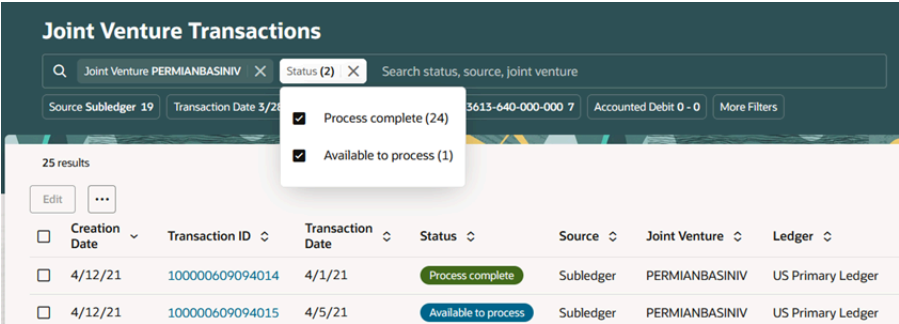 Joint Venture Transactions
Joint Venture PERMIANBASINIV
Status (2)
Search status, source, joint venture
Source Subledger 19
Transaction Date 3/28
3613-640-000-000 7
Accounted Debit 0 - 0
More Filters
Process complete (24)
Available to process (1)
25 results
Edit
...
Creation Date
Transaction ID
Transaction Date
Status
Source
Joint Venture
Ledger
4/12/21 100000609094014 4/1/21 Process complete Subledger PERMIANBASINIV US Primary Ledger
4/12/21 100000609094015 4/5/21 Available to process Subledger PERMIANBASINIV US Primary Ledger